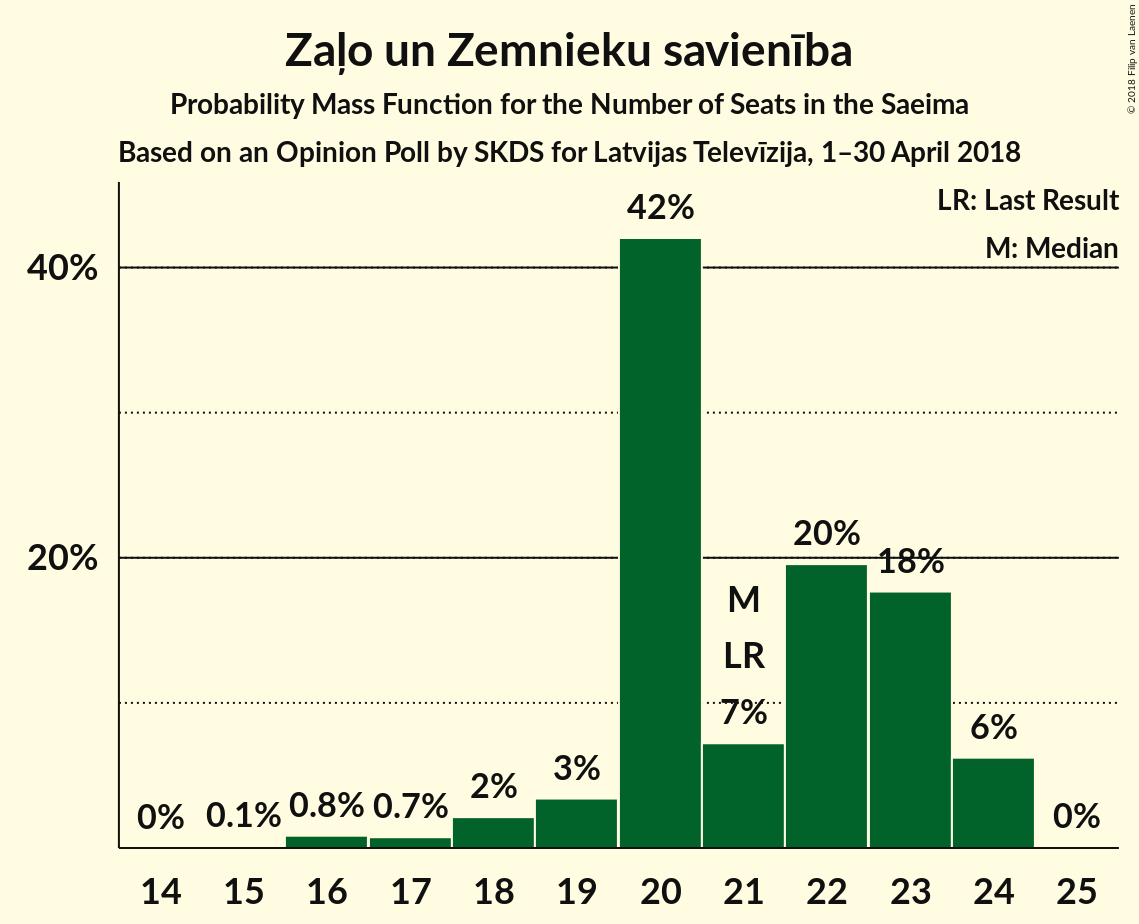 Zaļo un Zemnieku savienība
Probability Mass Function for the Number of Seats in the Saeima
Based on an Opinion Poll by SKDS for Latvijas Televīzija, 1–30 April 2018
© 2018 Filip van Laenen
LR: Last Result
M: Median
42%
40%
20%
20%
18%
M
LR
7%
6%
3%
2%
0.8%
0.7%
0.1%
0%
0%
14 15 16 17 18 19 20 21 22 23 24 25